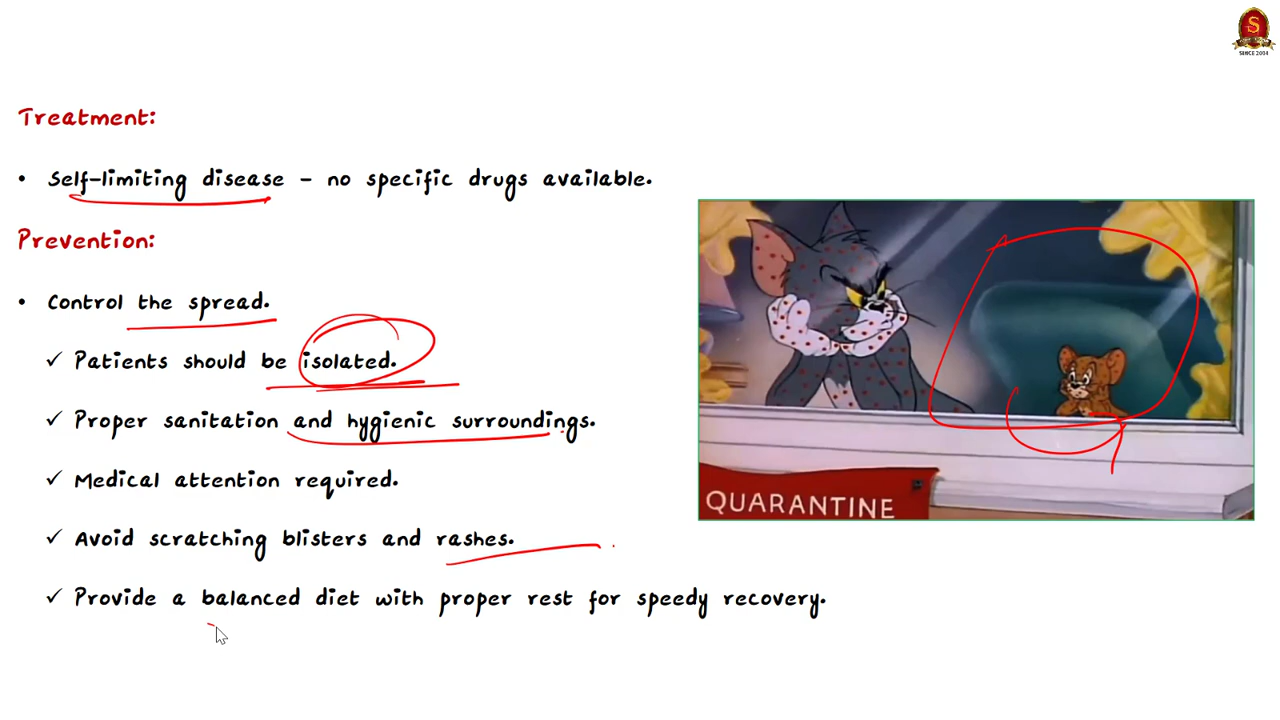 S
SINCE 2004
Treatment:
• Self-limiting disease – no specific drugs available.
Prevention:
• Control the spread.
✓ Patients should be isolated.
✓ Proper sanitation and hygienic surroundings.
✓ Medical attention required.
✓ Avoid scratching blisters and rashes.
✓ Provide a balanced diet with proper rest for speedy recovery.
QUARANTINE